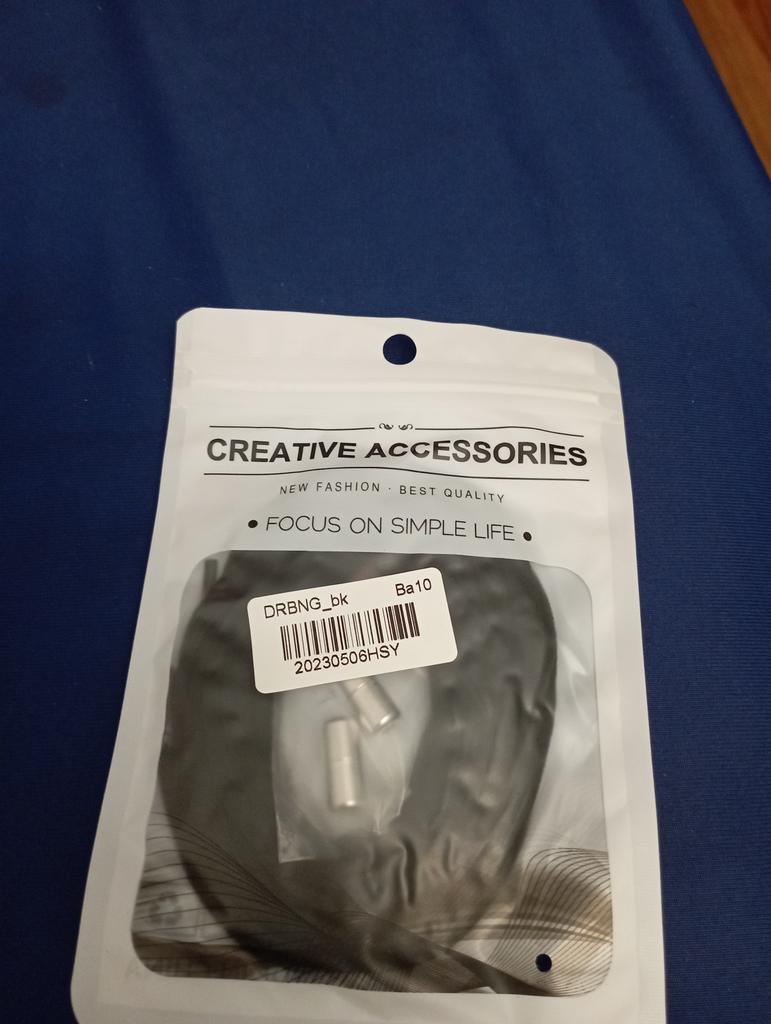 CREATIVE ACCESSORIES
NEW FASHION · BEST QUALITY
• FOCUS ON SIMPLE LIFE •
DRBNG_bk Ba10
20230506HSY